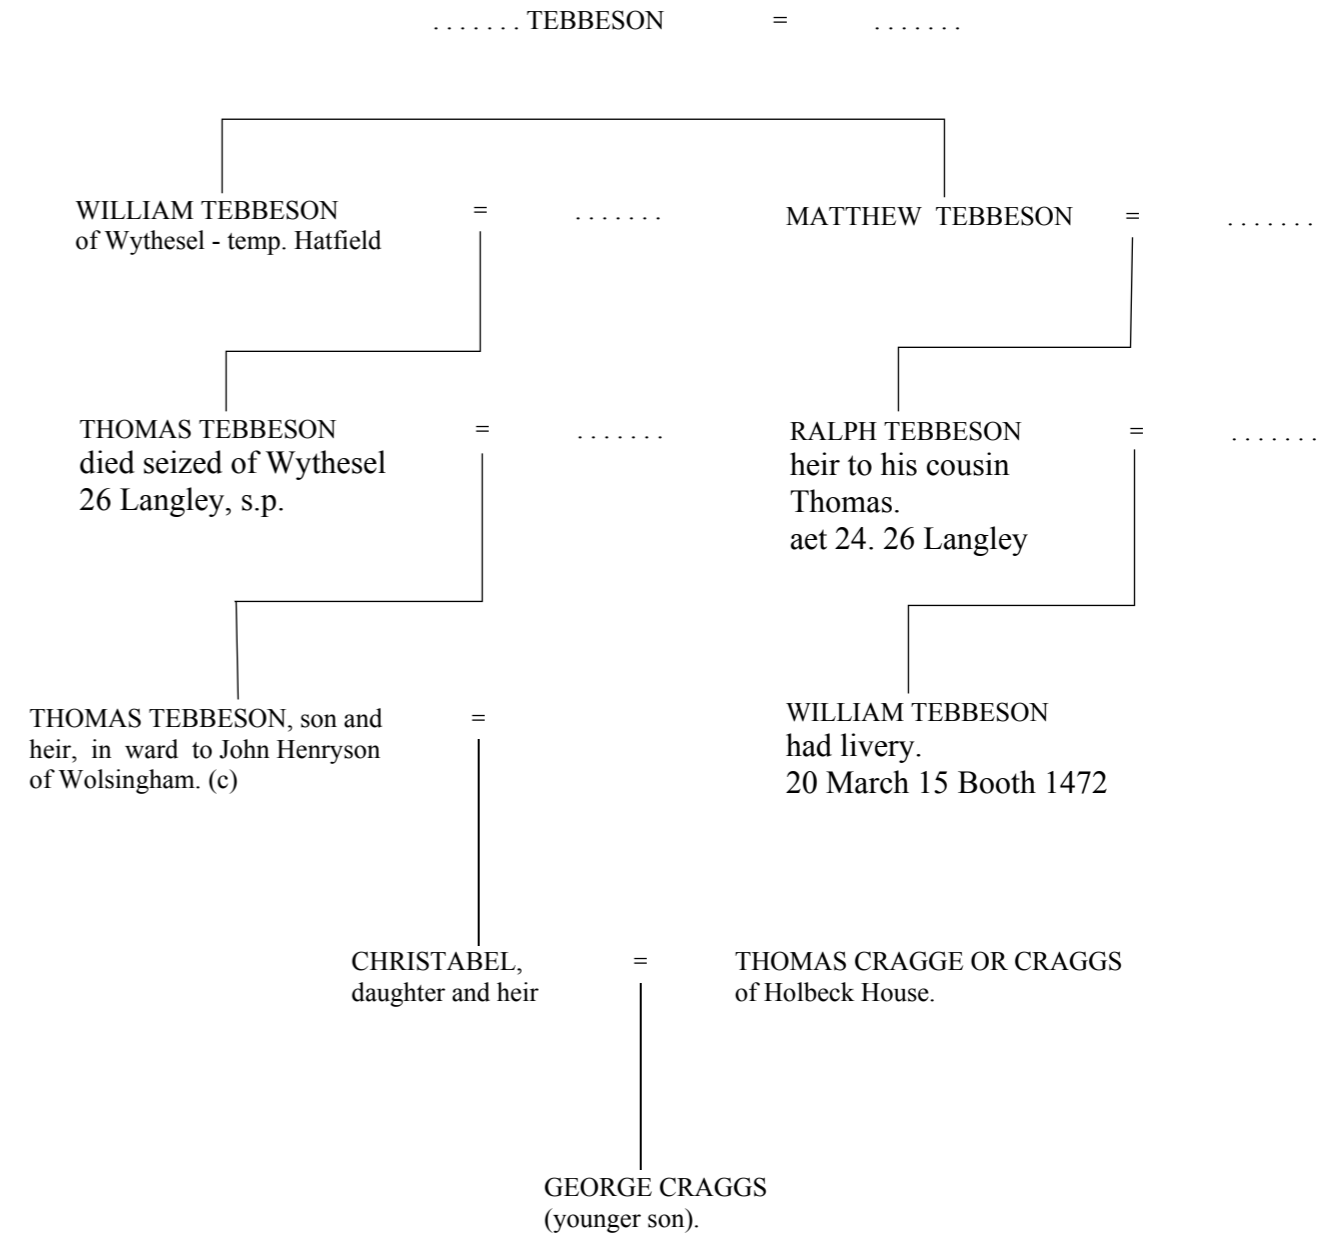 . . . . . . . TEBBESON = . . . . . . .
WILLIAM TEBBESON = . . . . . . .
of Wythesel - temp. Hatfield
MATTHEW TEBBESON = . . . . . . .
THOMAS TEBBESON = . . . . . . .
died seized of Wythesel
26 Langley, s.p.
RALPH TEBBESON = . . . . . . .
heir to his cousin
Thomas.
aet 24. 26 Langley
THOMAS TEBBESON, son and =
heir, in ward to John Henryson
of Wolsingham. (c)
WILLIAM TEBBESON
had livery.
20 March 15 Booth 1472
CHRISTABEL, =
daughter and heir
THOMAS CRAGGE OR CRAGGS
of Holbeck House.
GEORGE CRAGGS
(younger son).